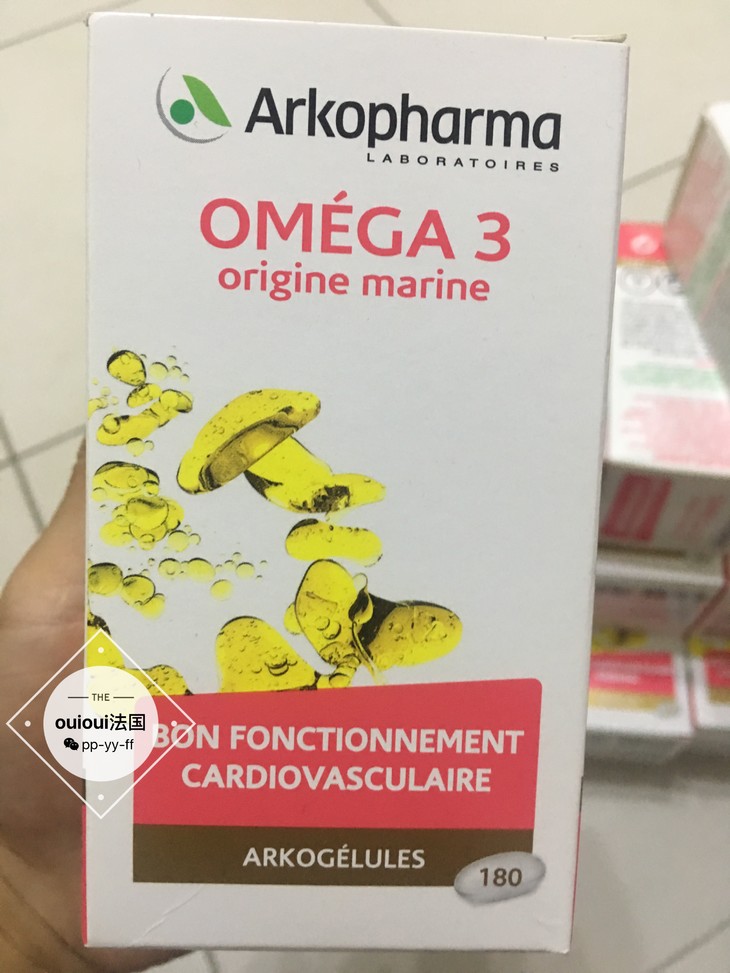 Arkopharma
LABORATOIRES
OMÉGA 3
origine marine
THE
ouioui法国
pp-yy-ff
BON FONCTIONNEMENT
CARDIOVASCULAIRE
ARKOGÉLULES
180